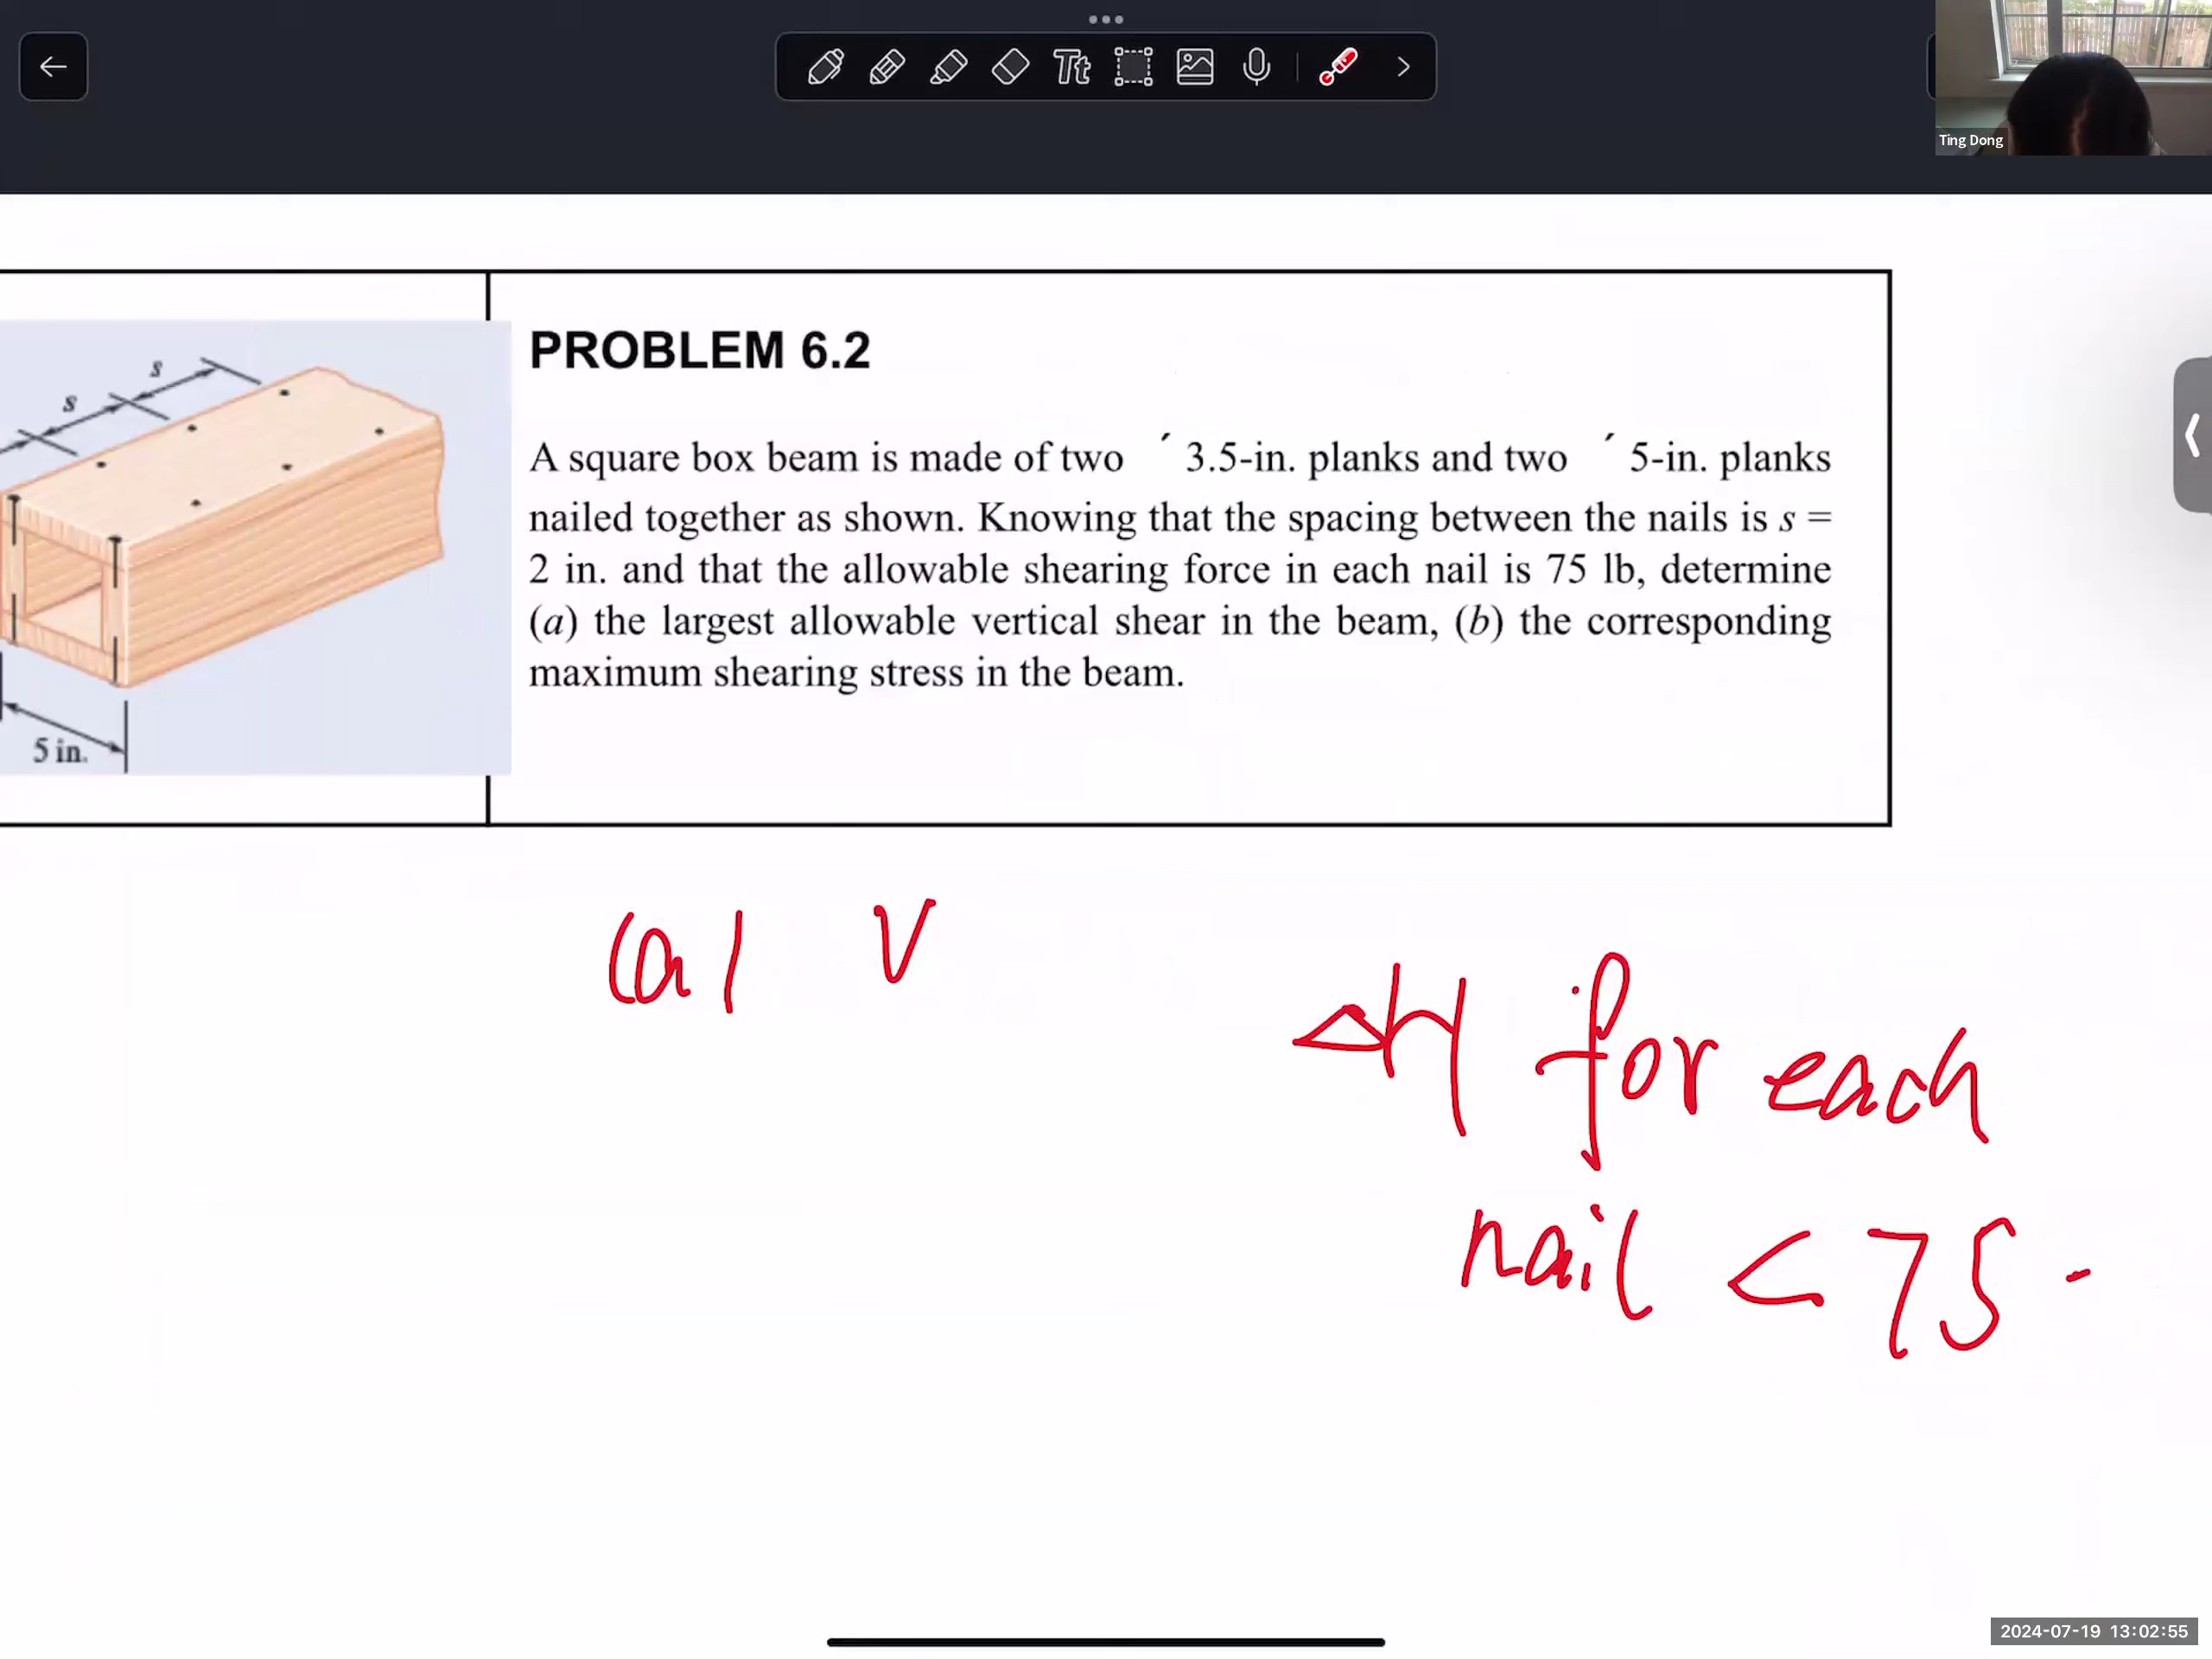 Tt
Ting Dong
s
s
5 in.
PROBLEM 6.2
A square box beam is made of two ´ 3.5-in. planks and two ´ 5-in. planks
nailed together as shown. Knowing that the spacing between the nails is s =
2 in. and that the allowable shearing force in each nail is 75 lb, determine
(a) the largest allowable vertical shear in the beam, (b) the corresponding
maximum shearing stress in the beam.
(a) V
△H for each
nail < 75
2024-07-19 13:02:55